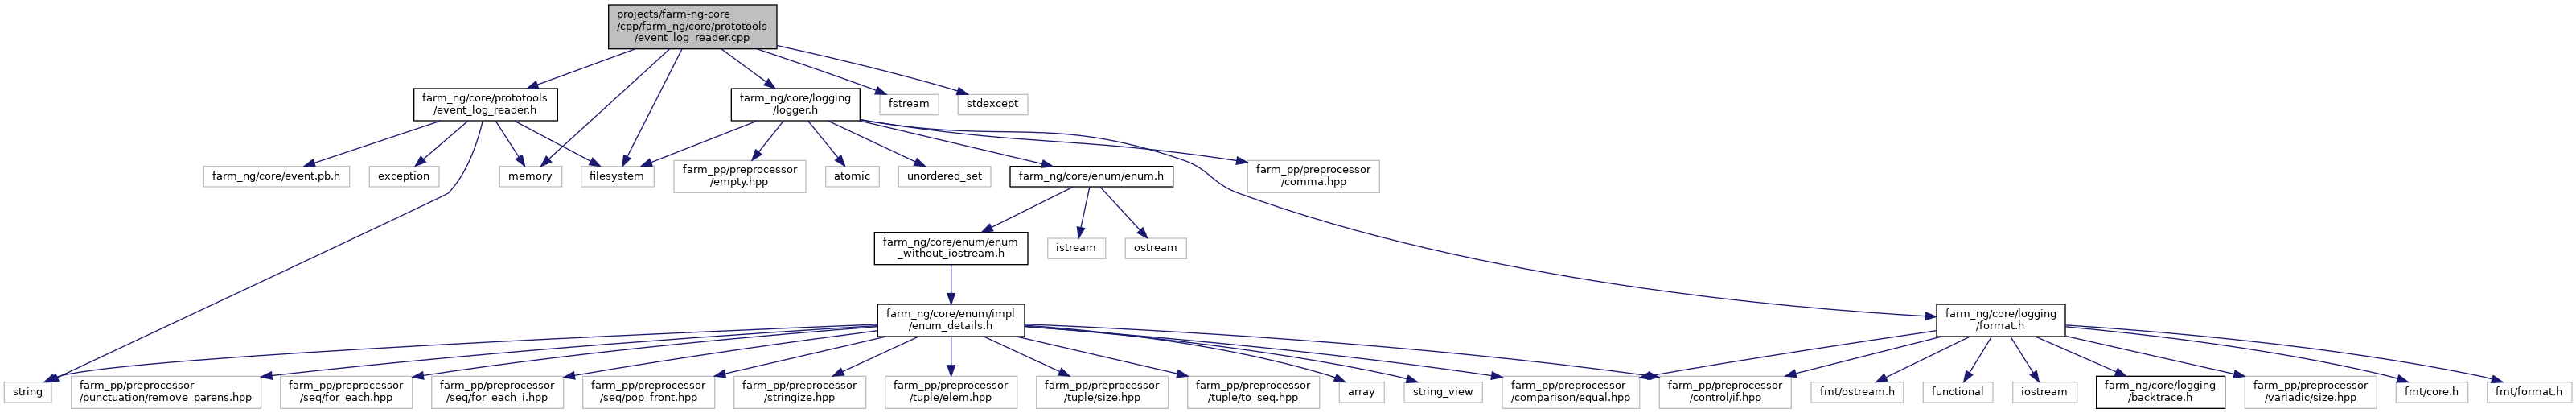 projects/farm-ng-core
/cpp/farm_ng/core/prototools
/event_log_reader.cpp
farm_ng/core/prototools
/event_log_reader.h
farm_ng/core/logging
/logger.h
fstream
stdexcept
farm_ng/core/event.pb.h
exception
memory
filesystem
farm_pp/preprocessor
/empty.hpp
atomic
unordered_set
farm_ng/core/enum/enum.h
farm_pp/preprocessor
/comma.hpp
farm_ng/core/enum/enum
_without_iostream.h
istream
ostream
farm_ng/core/enum/impl
/enum_details.h
farm_ng/core/logging
/format.h
string
farm_pp/preprocessor
/punctuation/remove_parens.hpp
farm_pp/preprocessor
/seq/for_each.hpp
farm_pp/preprocessor
/seq/for_each_i.hpp
farm_pp/preprocessor
/seq/pop_front.hpp
farm_pp/preprocessor
/stringize.hpp
farm_pp/preprocessor
/tuple/elem.hpp
farm_pp/preprocessor
/tuple/size.hpp
farm_pp/preprocessor
/tuple/to_seq.hpp
array
string_view
farm_pp/preprocessor
/comparison/equal.hpp
farm_pp/preprocessor
/control/if.hpp
fmt/ostream.h
functional
iostream
farm_ng/core/logging
/backtrace.h
farm_pp/preprocessor
/variadic/size.hpp
fmt/core.h
fmt/format.h